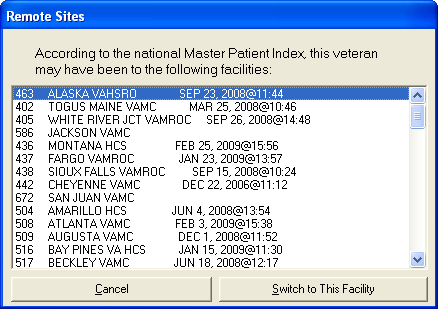 Remote Sites
According to the national Master Patient Index, this veteran
may have been to the following facilities:
463 ALASKA VAHSRO SEP 23, 2008@11:44
402 TOGUS MAINE VAMC MAR 25, 2008@10:46
405 WHITE RIVER JCT VAMROC SEP 26, 2008@14:48
586 JACKSON VAMC
436 MONTANA HCS FEB 25, 2009@15:56
437 FARGO VAMROC JAN 23, 2009@13:57
438 SIOUX FALLS VAMROC SEP 15, 2008@10:24
442 CHEYENNE VAMC DEC 22, 2006@11:12
672 SAN JUAN VAMC
504 AMARILLO HCS JUN 4, 2008@13:54
508 ATLANTA VAMC FEB 3, 2009@15:38
509 AUGUSTA VAMC DEC 1, 2008@11:52
516 BAY PINES VA HCS JAN 15, 2009@11:30
517 BECKLEY VAMC JUN 18, 2008@12:17
Cancel Switch to This Facility